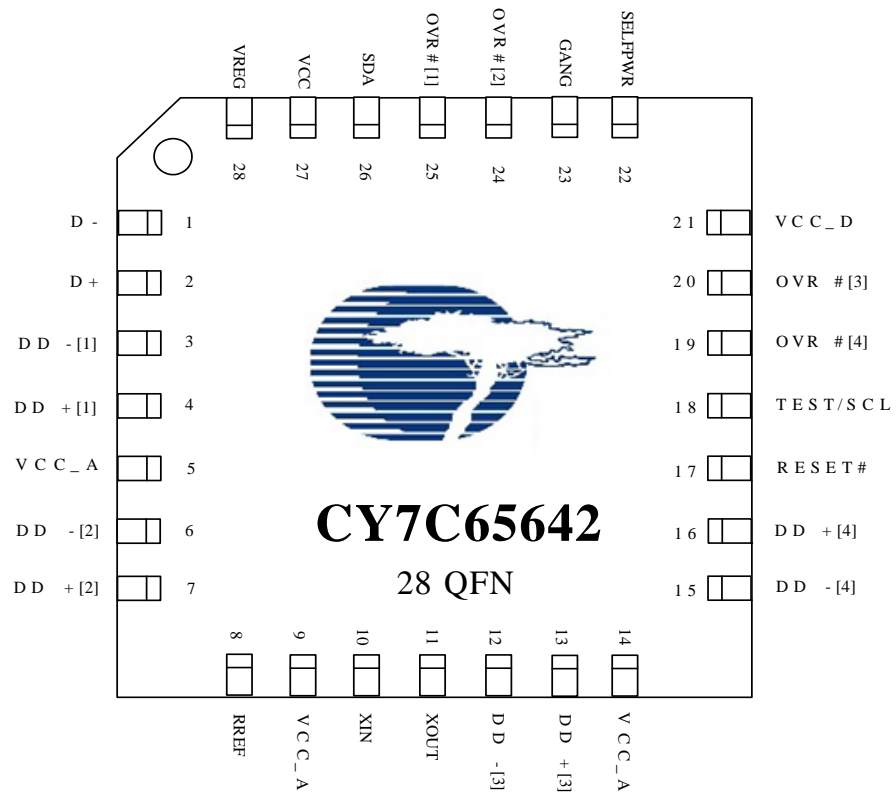 VREG
VCC
SDA
OVR # [1]
OVR # [2]
GANG
SELFPWR
28
27
26
25
24
23
22
D -
1
D +
2
DD - [1]
3
DD + [1]
4
VCC_A
5
DD - [2]
6
DD + [2]
7
21 VCC_D
20 OVR # [3]
19 OVR # [4]
18 TEST/SCL
17 RESET#
16 DD + [4]
15 DD - [4]
CY7C65642
28 QFN
8
9
10
11
12
13
14
RREF
VCC_A
XIN
XOUT
DD - [3]
DD + [3]
VCC_A